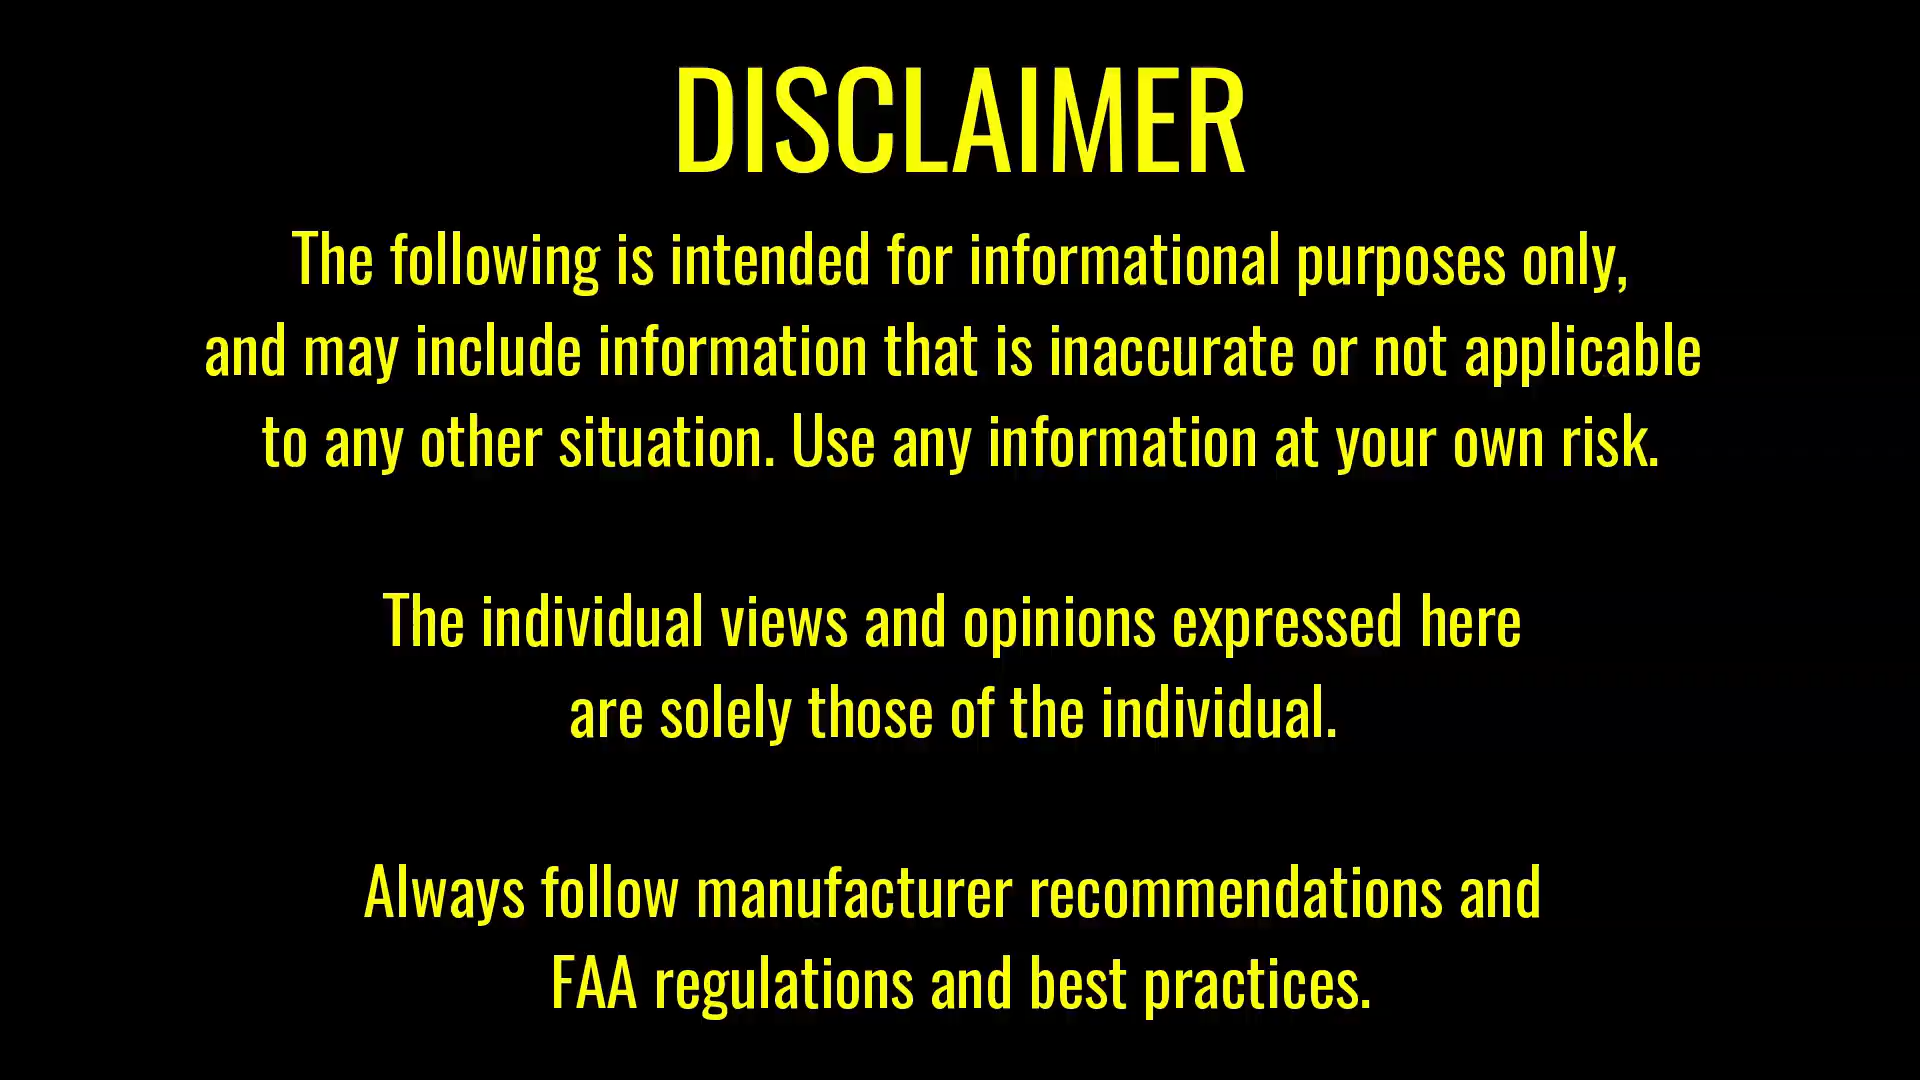 DISCLAIMER
The following is intended for informational purposes only,
and may include information that is inaccurate or not applicable
to any other situation. Use any information at your own risk.
The individual views and opinions expressed here
are solely those of the individual.
Always follow manufacturer recommendations and
FAA regulations and best practices.